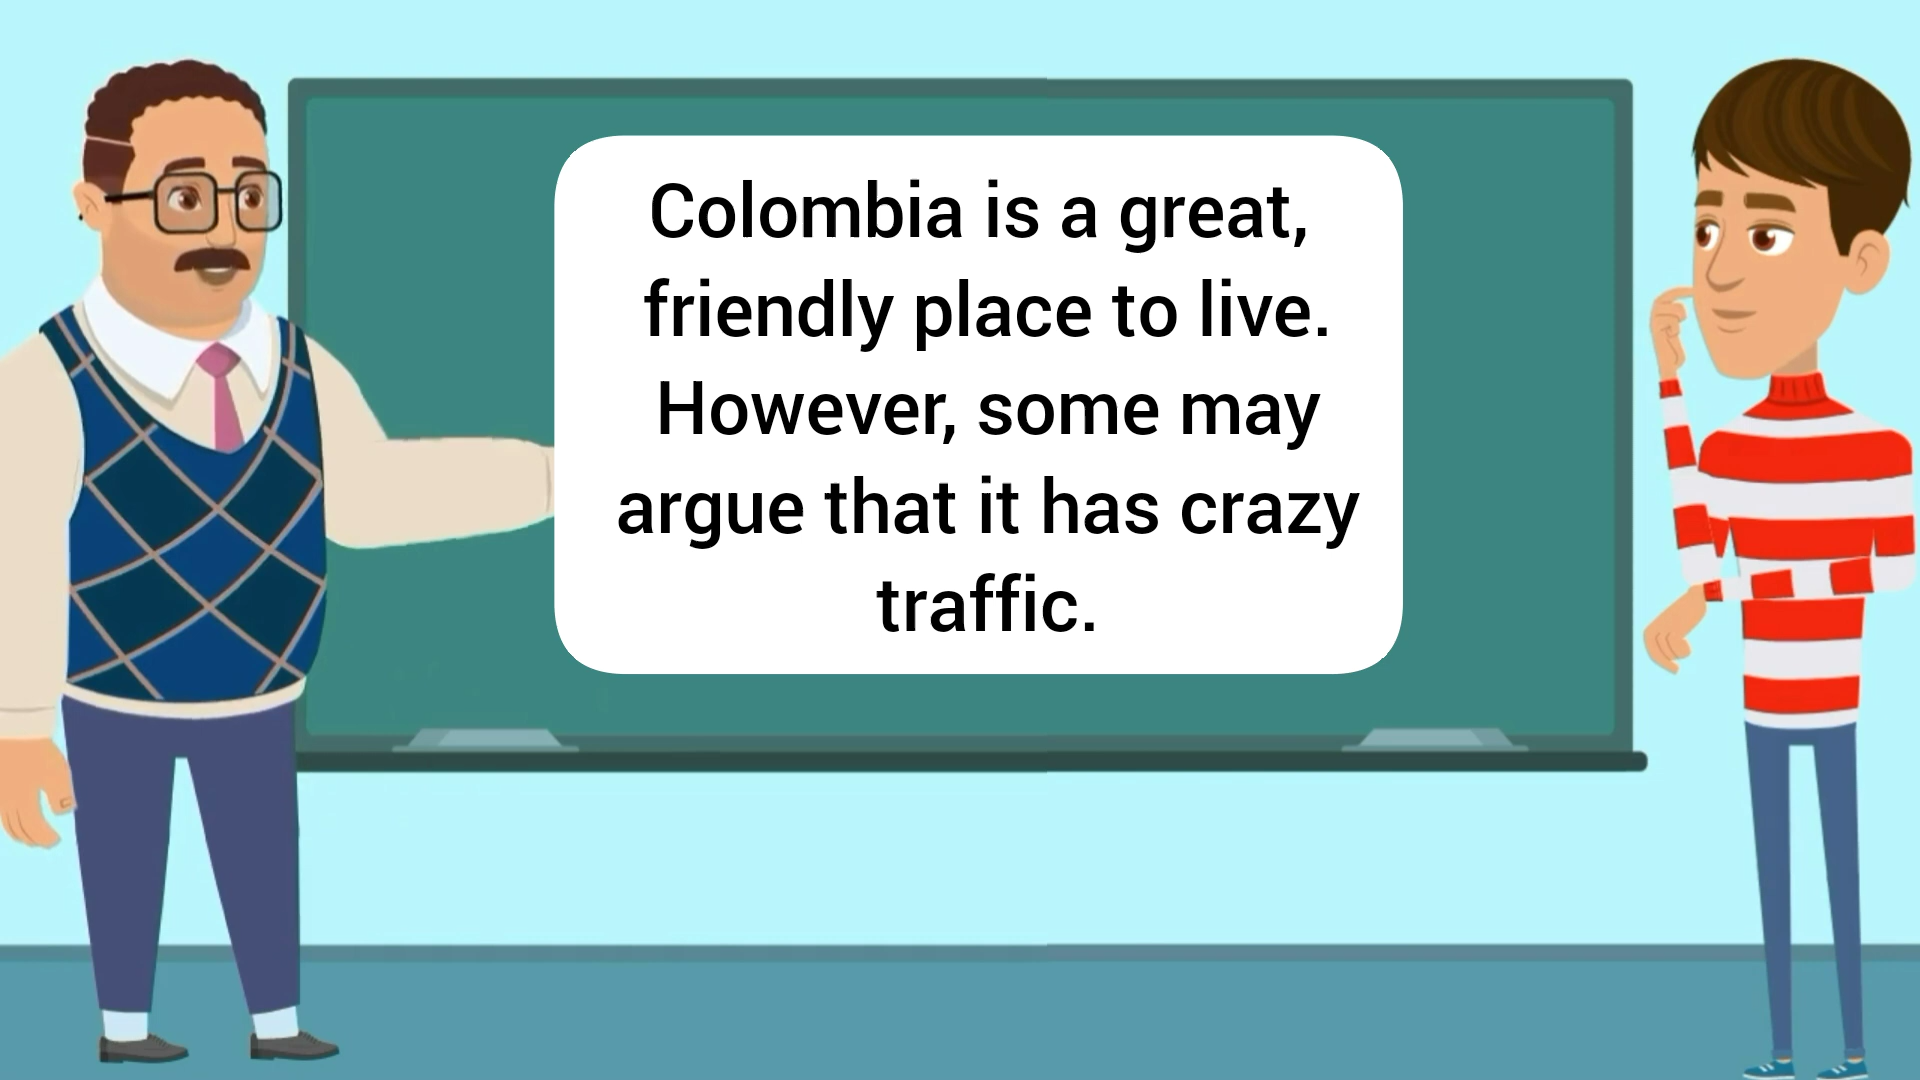 Colombia is a great,
friendly place to live.
However, some may
argue that it has crazy
traffic.